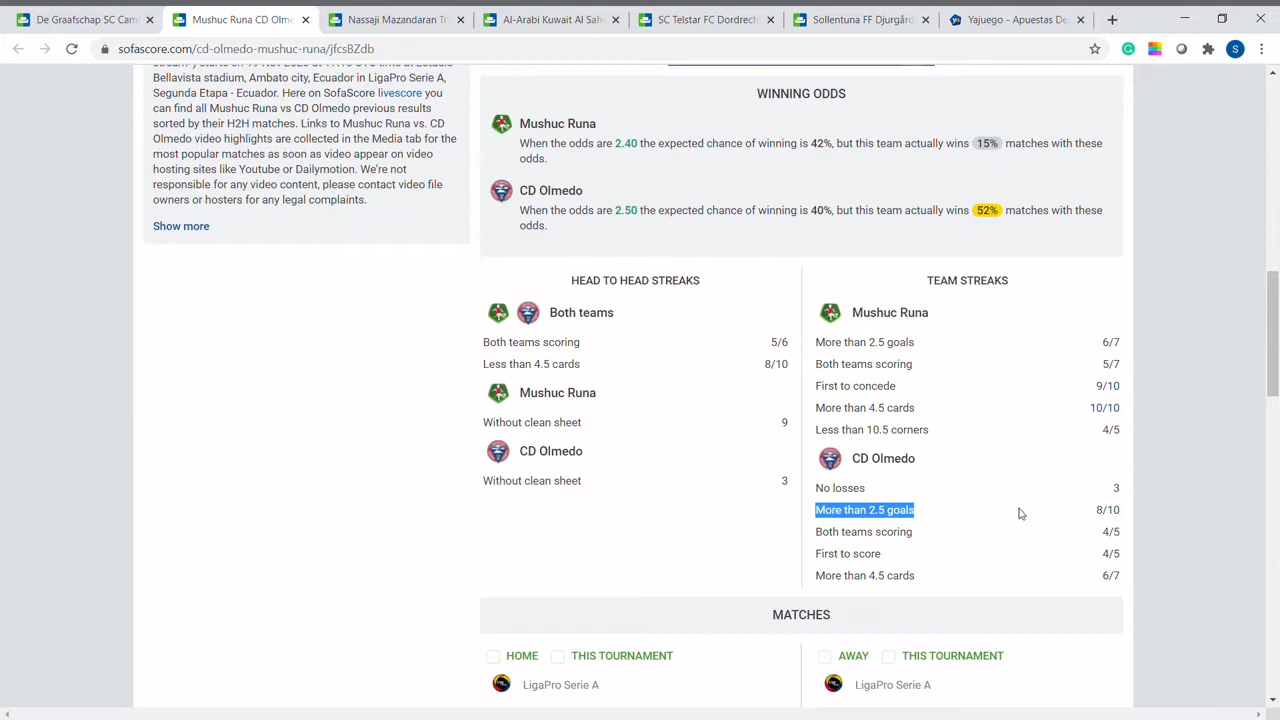 De Graafschap SC Cam
Mushuc Runa CD Olme
Nassaji Mazandaran Tr
Al-Arabi Kuwait Al Sah
SC Telstar FC Dordrech
Sollentuna FF Djurgård
Yajuego - Apuestas De
sofascore.com/cd-olmedo-mushuc-runa/jfcsBZdb
S
Bellavista stadium, Ambato city, Ecuador in LigaPro Serie A,
Segunda Etapa - Ecuador. Here on SofaScore livescore you
can find all Mushuc Runa vs CD Olmedo previous results
sorted by their H2H matches. Links to Mushuc Runa vs. CD
Olmedo video highlights are collected in the Media tab for the
most popular matches as soon as video appear on video
hosting sites like Youtube or Dailymotion. We're not
responsible for any video content, please contact video file
owners or hosters for any legal complaints.
Show more
WINNING ODDS
Mushuc Runa
When the odds are 2.40 the expected chance of winning is 42%, but this team actually wins 15% matches with these
odds.
CD Olmedo
When the odds are 2.50 the expected chance of winning is 40%, but this team actually wins 52% matches with these
odds.
HEAD TO HEAD STREAKS
Both teams
Both teams scoring 5/6
Less than 4.5 cards 8/10
Mushuc Runa
Without clean sheet 9
CD Olmedo
Without clean sheet 3
TEAM STREAKS
Mushuc Runa
More than 2.5 goals 6/7
Both teams scoring 5/7
First to concede 9/10
More than 4.5 cards 10/10
Less than 10.5 corners 4/5
CD Olmedo
No losses 3
More than 2.5 goals 8/10
Both teams scoring 4/5
First to score 4/5
More than 4.5 cards 6/7
MATCHES
HOME THIS TOURNAMENT
LigaPro Serie A
AWAY THIS TOURNAMENT
LigaPro Serie A